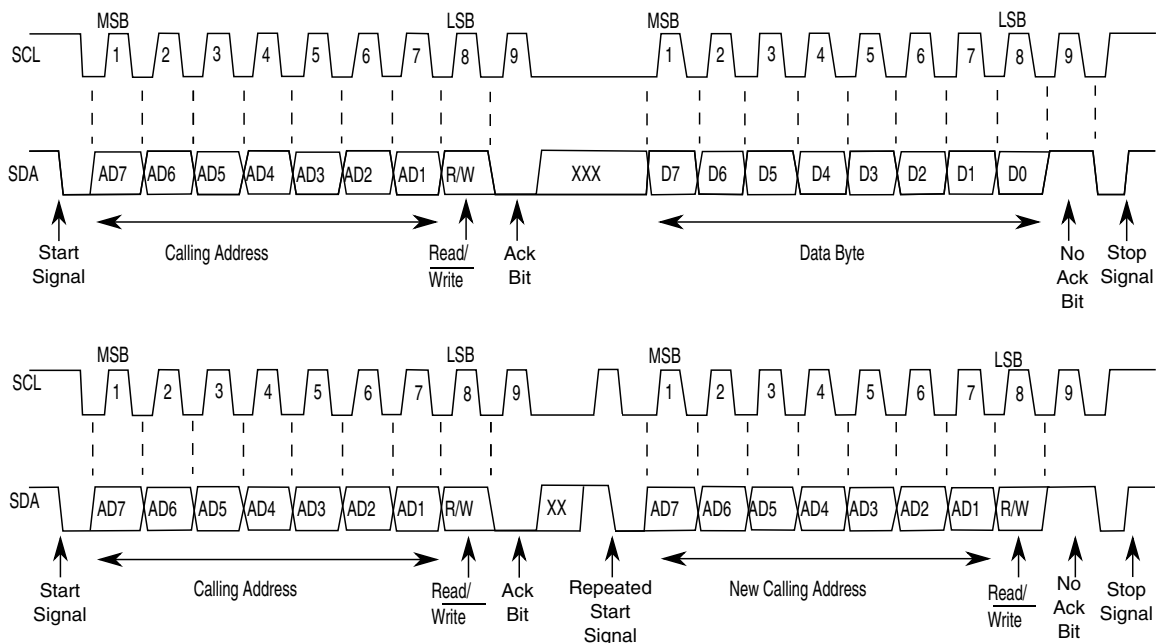 MSB LSB MSB LSB
SCL 1 2 3 4 5 6 7 8 9 1 2 3 4 5 6 7 8 9
SDA AD7 AD6 AD5 AD4 AD3 AD2 AD1 R/W XXX D7 D6 D5 D4 D3 D2 D1 D0
Start Signal
Calling Address
Read/
Write
Ack Bit
Data Byte
No Ack Bit
Stop Signal
MSB LSB MSB LSB
SCL 1 2 3 4 5 6 7 8 9 1 2 3 4 5 6 7 8 9
SDA AD7 AD6 AD5 AD4 AD3 AD2 AD1 R/W XX AD7 AD6 AD5 AD4 AD3 AD2 AD1 R/W
Start Signal
Calling Address
Read/
Write
Ack Bit
Repeated Start Signal
New Calling Address
Read/
Write
No Ack Bit
Stop Signal